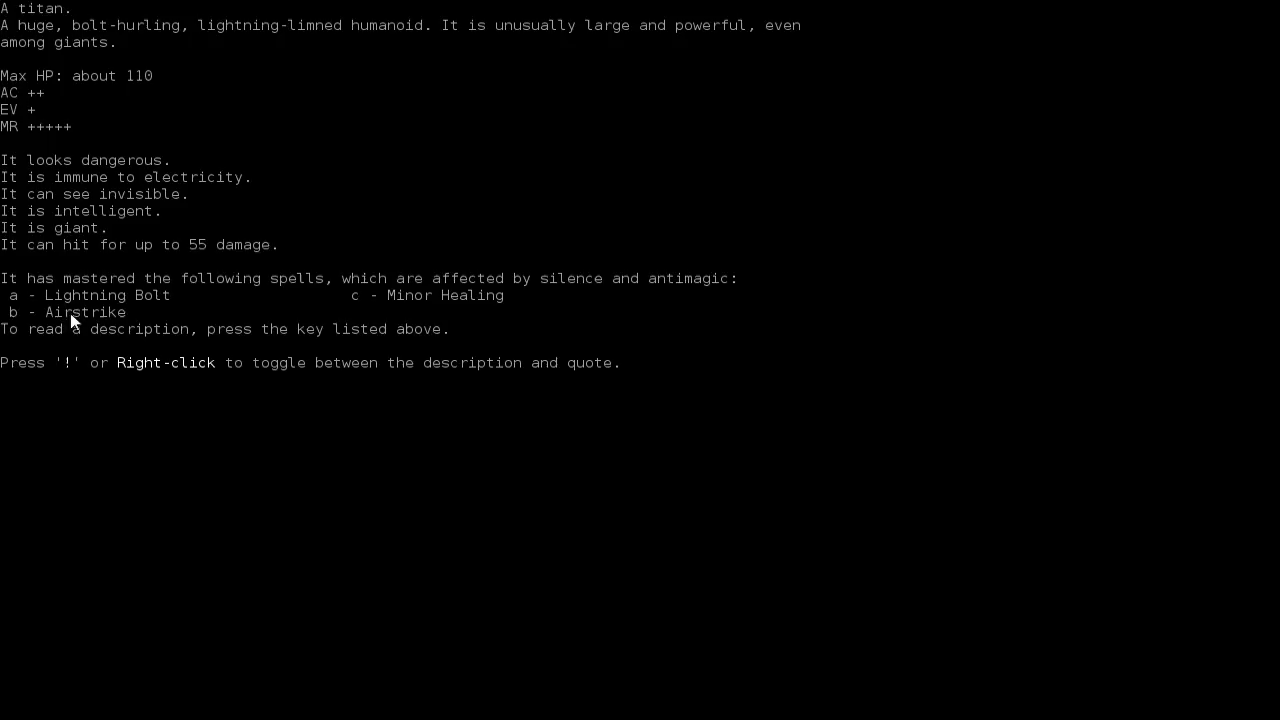 A titan.
A huge, bolt-hurling, lightning-limned humanoid. It is unusually large and powerful, even
among giants.
Max HP: about 110
AC ++
EV +
MR +++++
It looks dangerous.
It is immune to electricity.
It can see invisible.
It is intelligent.
It is giant.
It can hit for up to 55 damage.
It has mastered the following spells, which are affected by silence and antimagic:
a - Lightning Bolt c - Minor Healing
b - Airstrike
To read a description, press the key listed above.
Press '!' or Right-click to toggle between the description and quote.